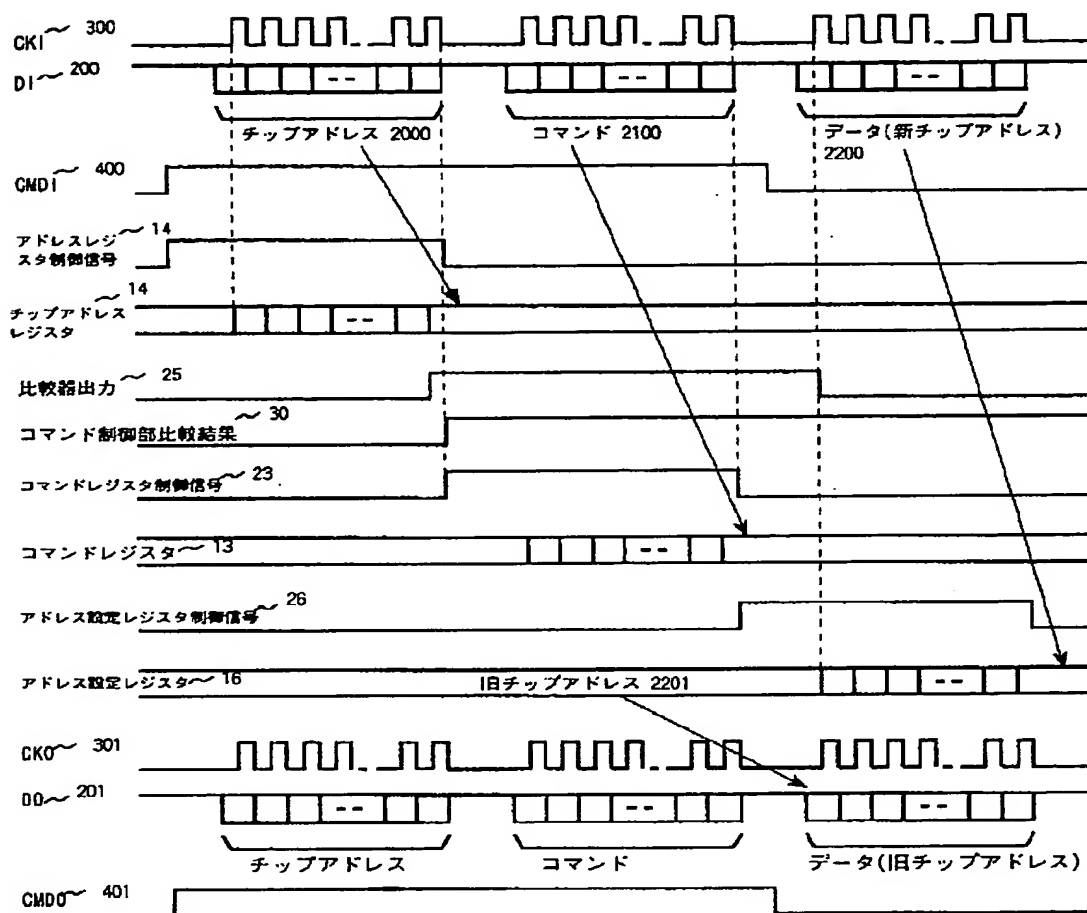 CKI 300
DI 200
チップアドレス 2000
コマンド 2100
データ(新チップアドレス)
2200
CMDI 400
アドレスレジ
スタ制御信号
14
チップアドレス
レジスタ
14
比較器出力 25
コマンド制御部比較結果 30
コマンドレジスタ制御信号 23
コマンドレジスタ 13
アドレス設定レジスタ制御信号 26
アドレス設定レジスタ 16
旧チップアドレス 2201
CKO 301
DO 201
チップアドレス
コマンド
データ(旧チップアドレス)
CMDO 401